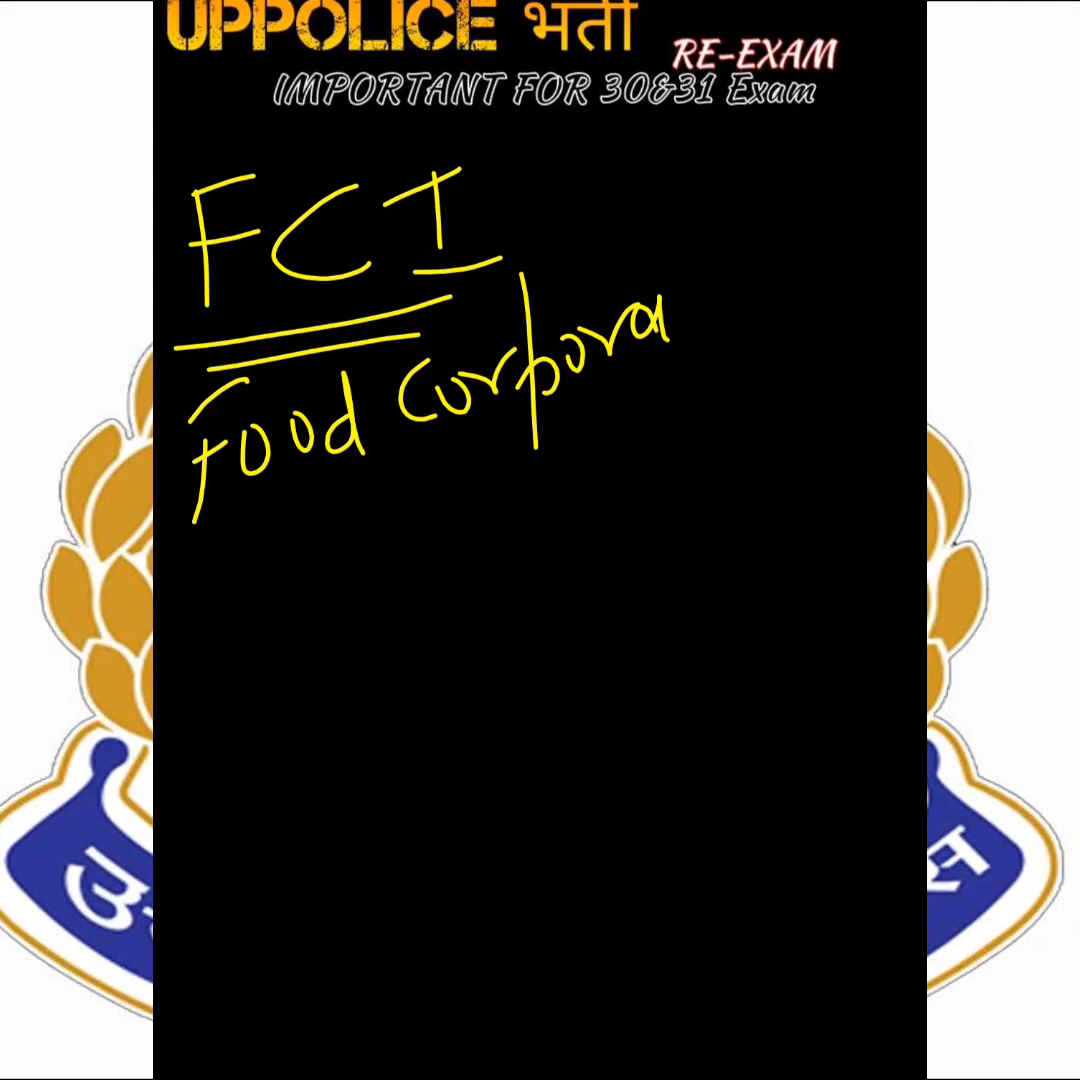 UPPOLICE भर्ती
RE-EXAM
IMPORTANT FOR 30&31 Exam
FCI
Food Corpora